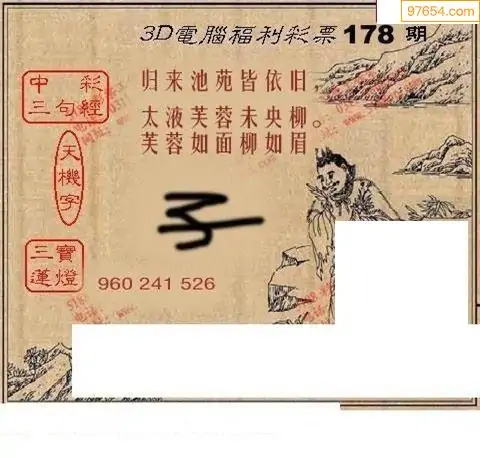 97654.com
3D電腦福利彩票178期
中彩
三句經
归来池苑皆依旧,
太液芙蓉未央柳。
芙蓉如面柳如眉
天機字
三寶
蓮燈
960 241 526